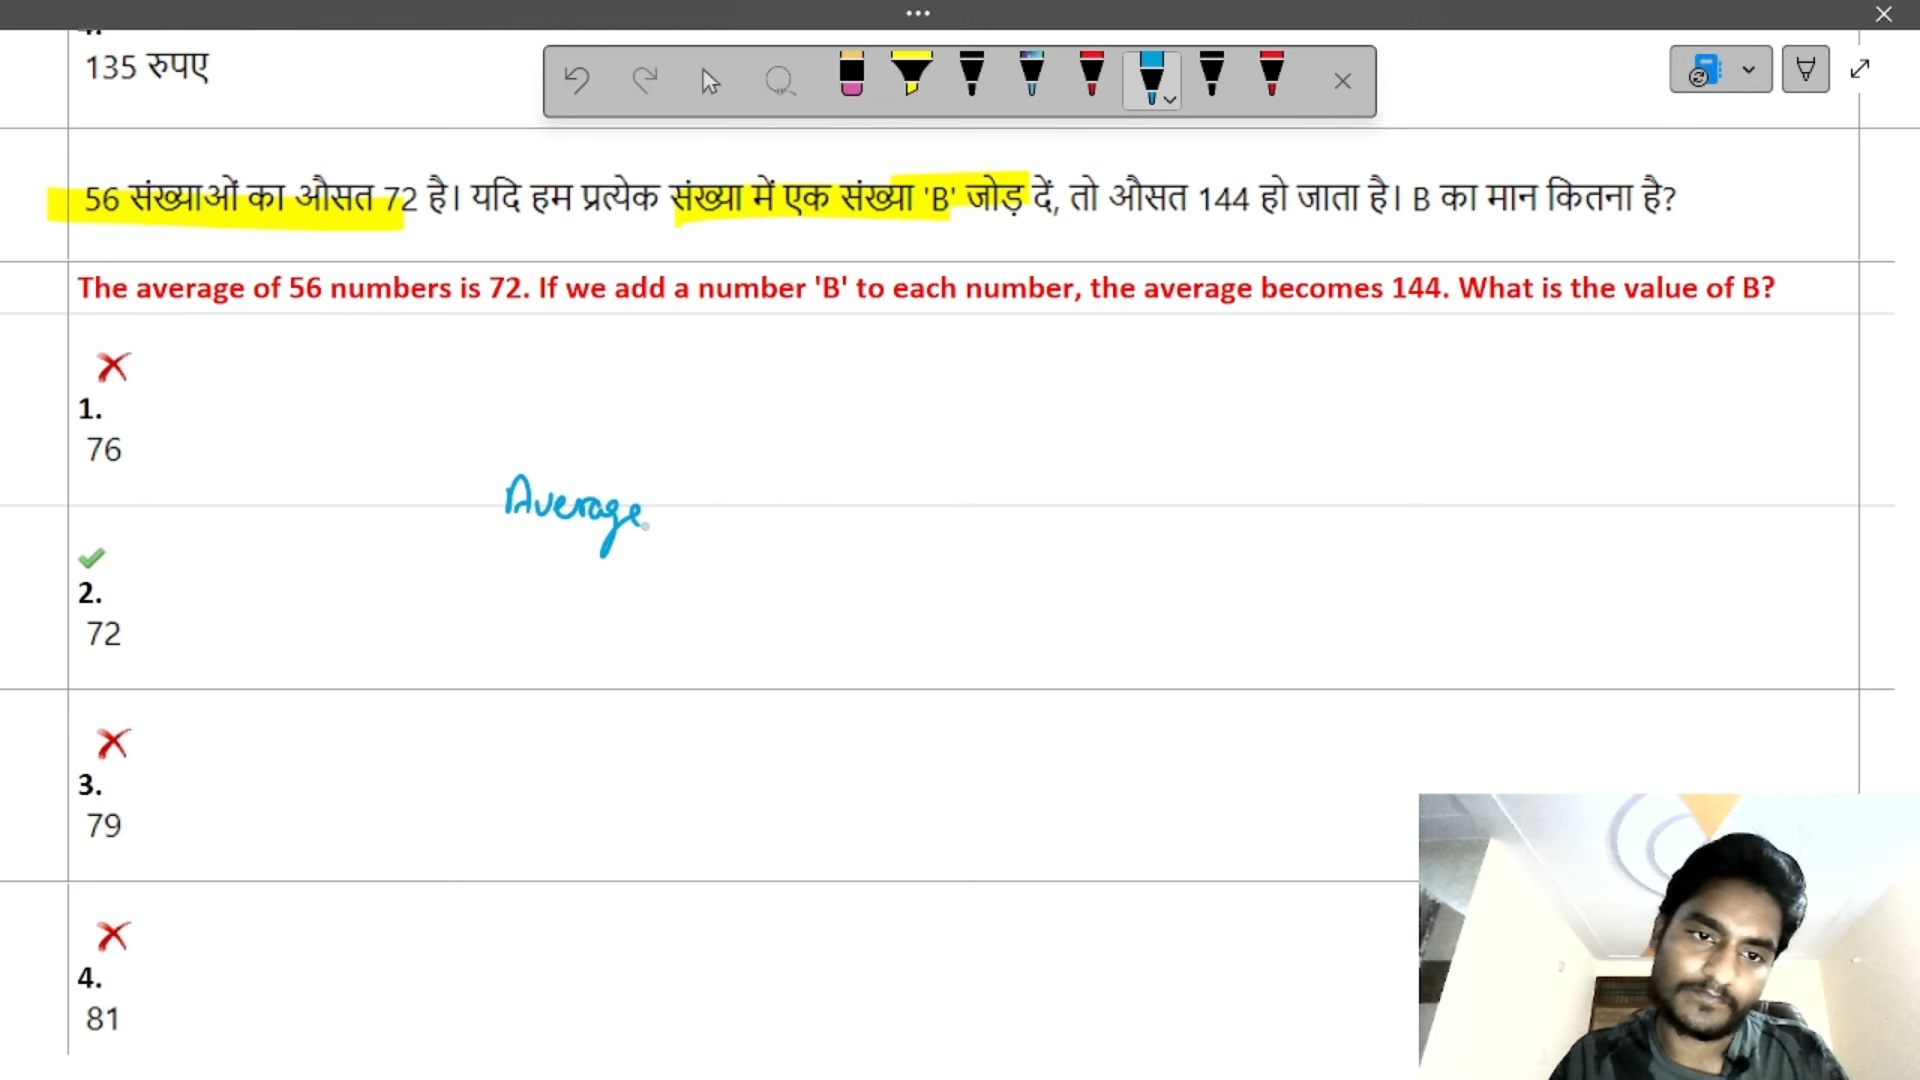 135 रुपए
56 संख्याओं का औसत 72 है। यदि हम प्रत्येक संख्या में एक संख्या 'B' जोड़ दें, तो औसत 144 हो जाता है। B का मान कितना है?
The average of 56 numbers is 72. If we add a number 'B' to each number, the average becomes 144. What is the value of B?
1.
76
Average
2.
72
3.
79
4.
81